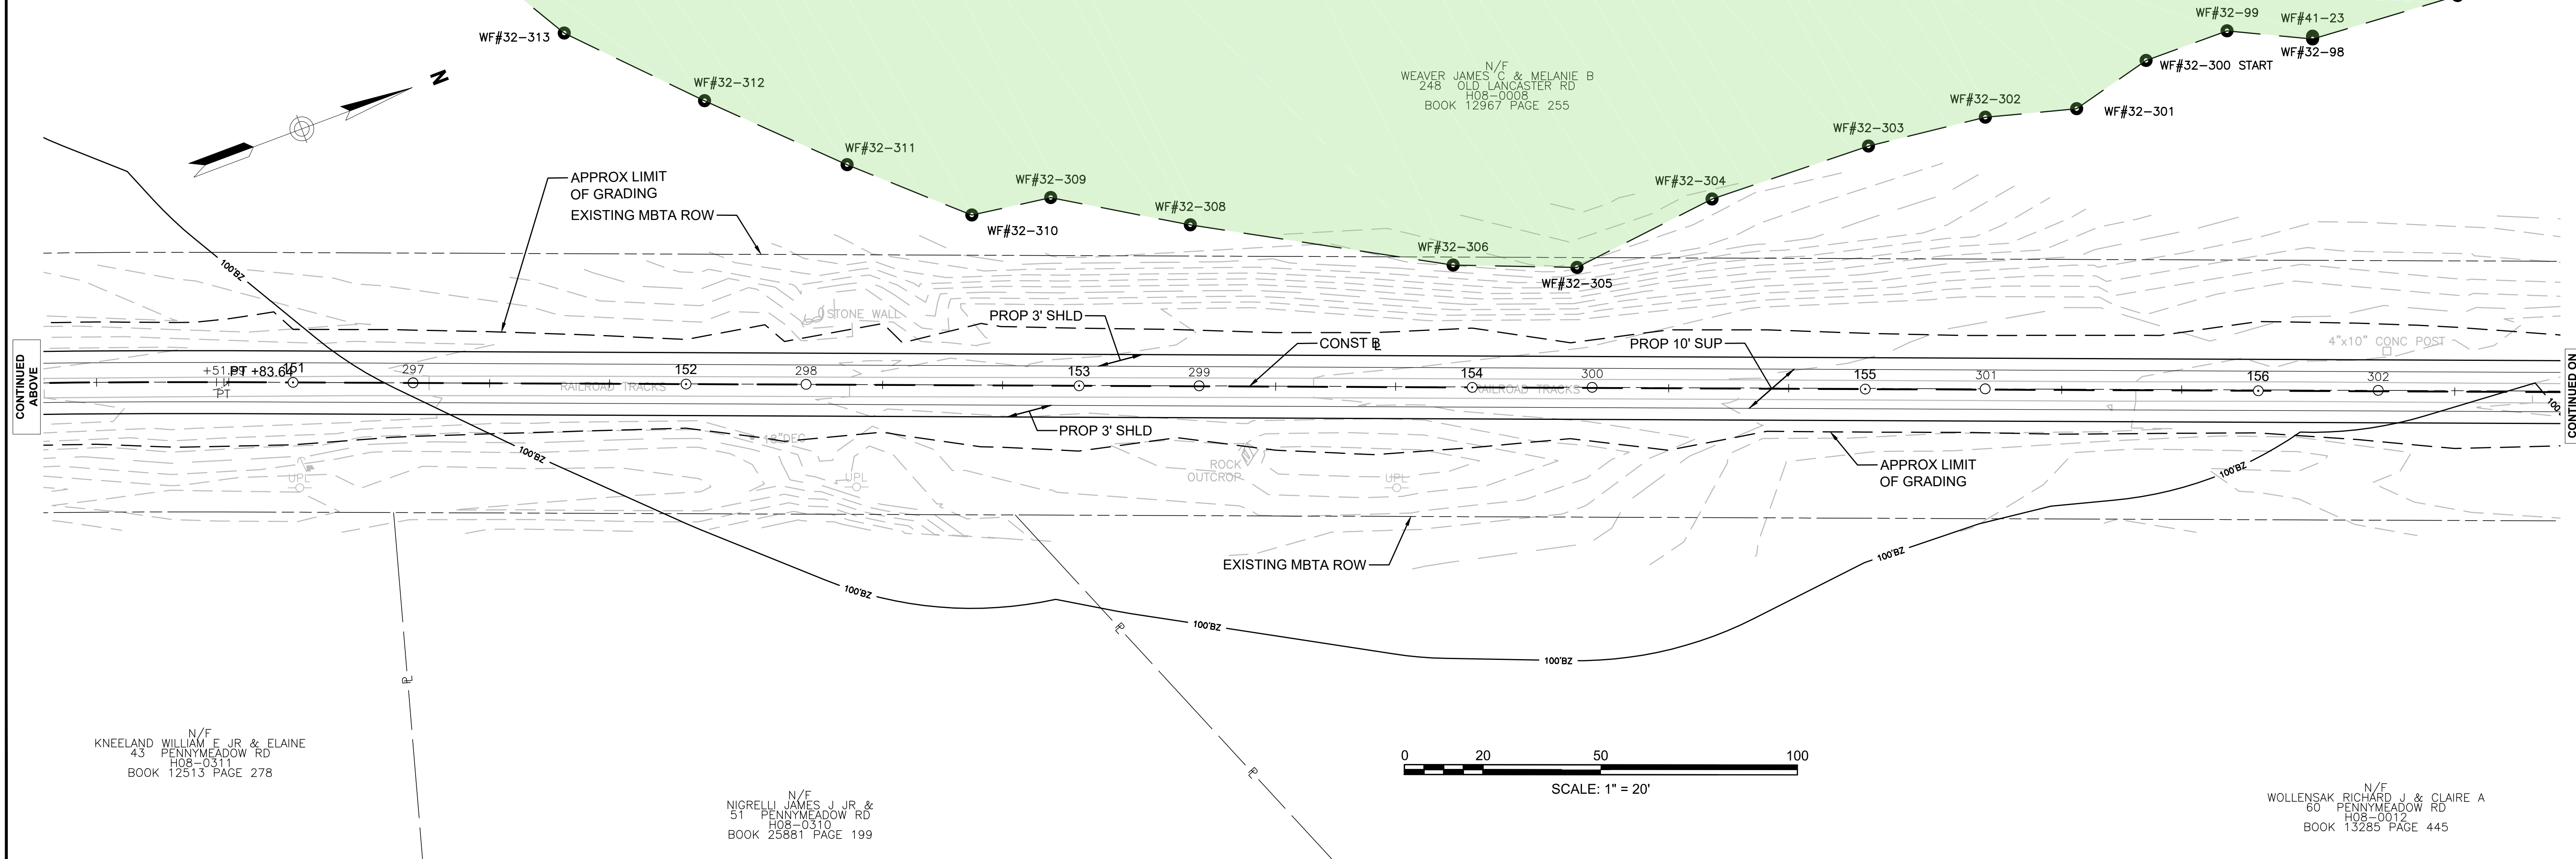 WF#32-313
WF#32-312
WF#32-311
WF#32-310
WF#32-309
WF#32-308
WF#32-306
WF#32-305
WF#32-304
WF#32-303
WF#32-302
WF#32-301
WF#32-300 START
WF#32-99
WF#41-23
WF#32-98
N
N/F
WEAVER JAMES C & MELANIE B
248 OLD LANCASTER RD
H08-0008
BOOK 12967 PAGE 255
APPROX LIMIT
OF GRADING
EXISTING MBTA ROW
100'BZ
STONE WALL
PROP 3' SHLD
CONST BL
PROP 10' SUP
4"x10" CONC POST
CONTINUED
ABOVE
PT +83.64
PT
151
297
RAILROAD TRACKS
152
298
153
299
154
300
RAILROAD TRACKS
155
301
156
302
100'
CONTINUED ON
PROP 3' SHLD
18"DEC
UPL
UPL
ROCK
OUTCROP
UPL
APPROX LIMIT
OF GRADING
100'BZ
100'BZ
EXISTING MBTA ROW
100'BZ
100'BZ
100'BZ
100'BZ
PL
PL
PL
N/F
KNEELAND WILLIAM E JR & ELAINE
43 PENNYMEADOW RD
H08-0311
BOOK 12513 PAGE 278
N/F
NIGRELLI JAMES J JR &
51 PENNYMEADOW RD
H08-0310
BOOK 25881 PAGE 199
0 20 50 100
SCALE: 1" = 20'
N/F
WOLLENSAK RICHARD J & CLAIRE A
60 PENNYMEADOW RD
H08-0012
BOOK 13285 PAGE 445